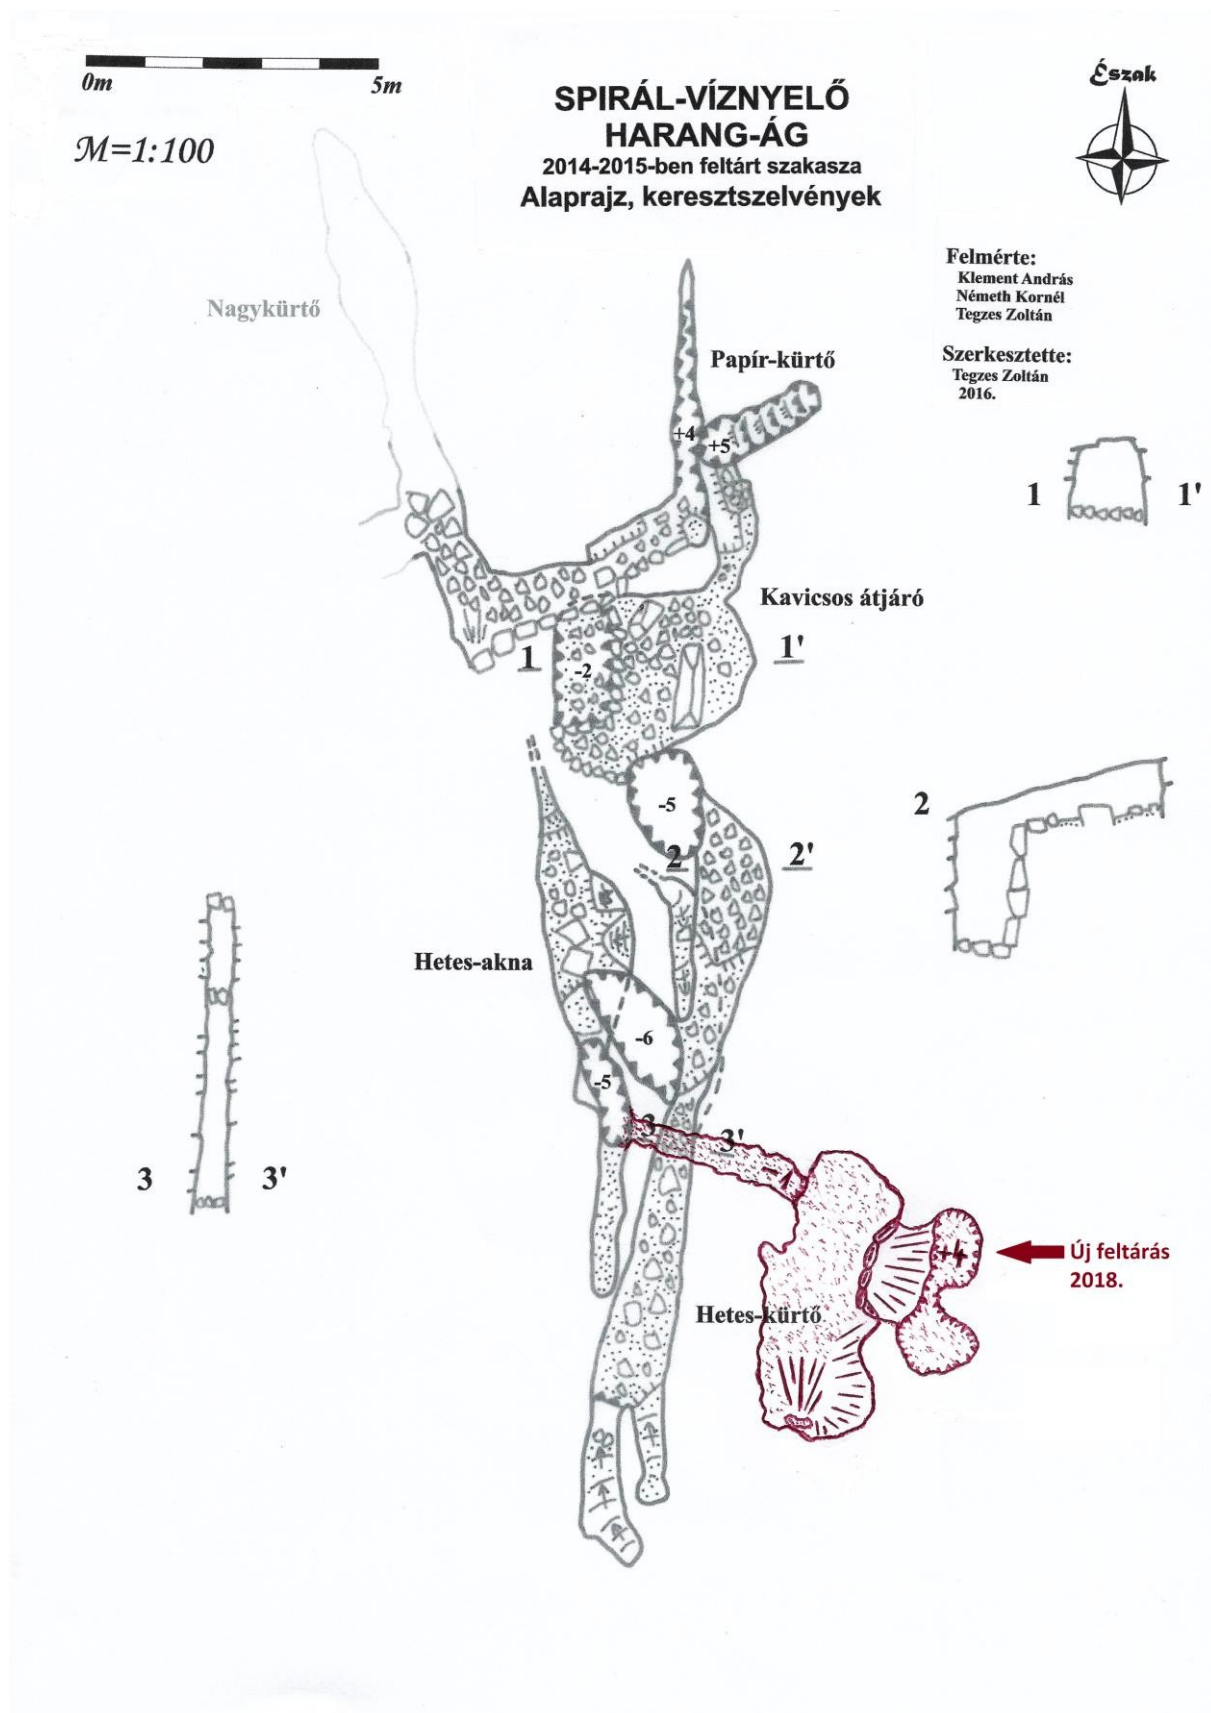 0m
5m
M=1:100
SPIRÁL-VÍZNYELŐ
HARANG-ÁG
2014-2015-ben feltárt szakasza
Alaprajz, keresztszelvények
Észak
Felmérte:
Klement András
Németh Kornél
Tegzes Zoltán
Szerkesztette:
Tegzes Zoltán
2016.
Nagykürtő
Papír-kürtő
+4
+5
1
1'
Kavicsos átjáró
1
1'
-2
-5
2
2
2'
Hetes-akna
-6
-5
3
3'
3
3'
-1
+4
Új feltárás
2018.
Hetes-kürtő
+8